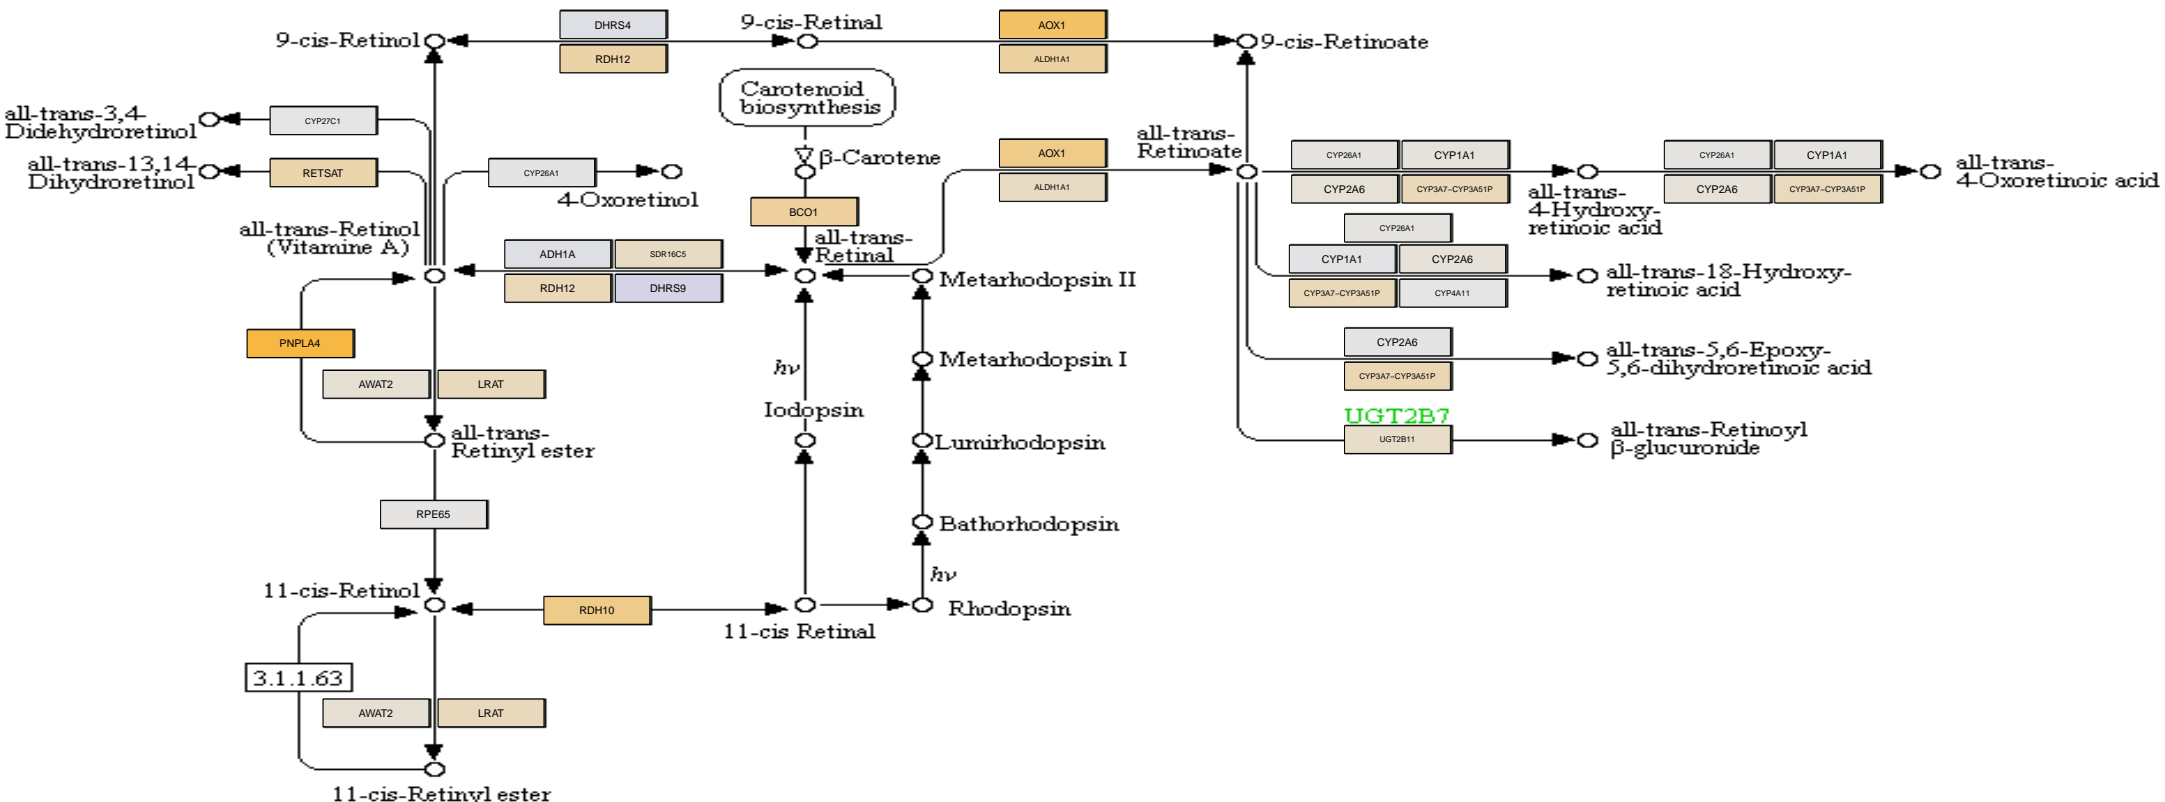 DHRS4
9-cis-Retinal
AOX1
9-cis-Retinol
9-cis-Retinoate
RDH12
ALDH1A1
Carotenoid
biosynthesis
all-trans-3,4-
Didehydroretinol
CYP27C1
all-trans-
Retinoate
AOX1
CYP26A1
CYP1A1
CYP26A1
CYP1A1
β-Carotene
all-trans-13,14-
Dihydroretinol
RETSAT
CYP26A1
4-Oxoretinol
ALDH1A1
CYP2A6
CYP3A7-CYP3A51P
all-trans-
4-Hydroxy-
retinoic acid
CYP2A6
CYP3A7-CYP3A51P
all-trans-
4-Oxoretinoic acid
BCO1
all-trans-Retinol
(Vitamine A)
all-trans-
Retinal
CYP26A1
ADH1A
SDR16C5
CYP1A1
CYP2A6
RDH12
DHRS9
Metarhodopsin II
CYP3A7-CYP3A51P
CYP4A11
all-trans-18-Hydroxy-
retinoic acid
PNPLA4
hν
Metarhodopsin I
CYP2A6
CYP3A7-CYP3A51P
all-trans-5,6-Epoxy-
5,6-dihydroretinoic acid
AWAT2
LRAT
Iodopsin
UGT2B7
UGT2B11
all-trans-Retinoyl
β-glucuronide
all-trans-
Retinyl ester
Lumirhodopsin
RPE65
Bathorhodopsin
hν
11-cis-Retinol
RDH10
11-cis Retinal
Rhodopsin
3.1.1.63
AWAT2
LRAT
11-cis-Retinyl ester